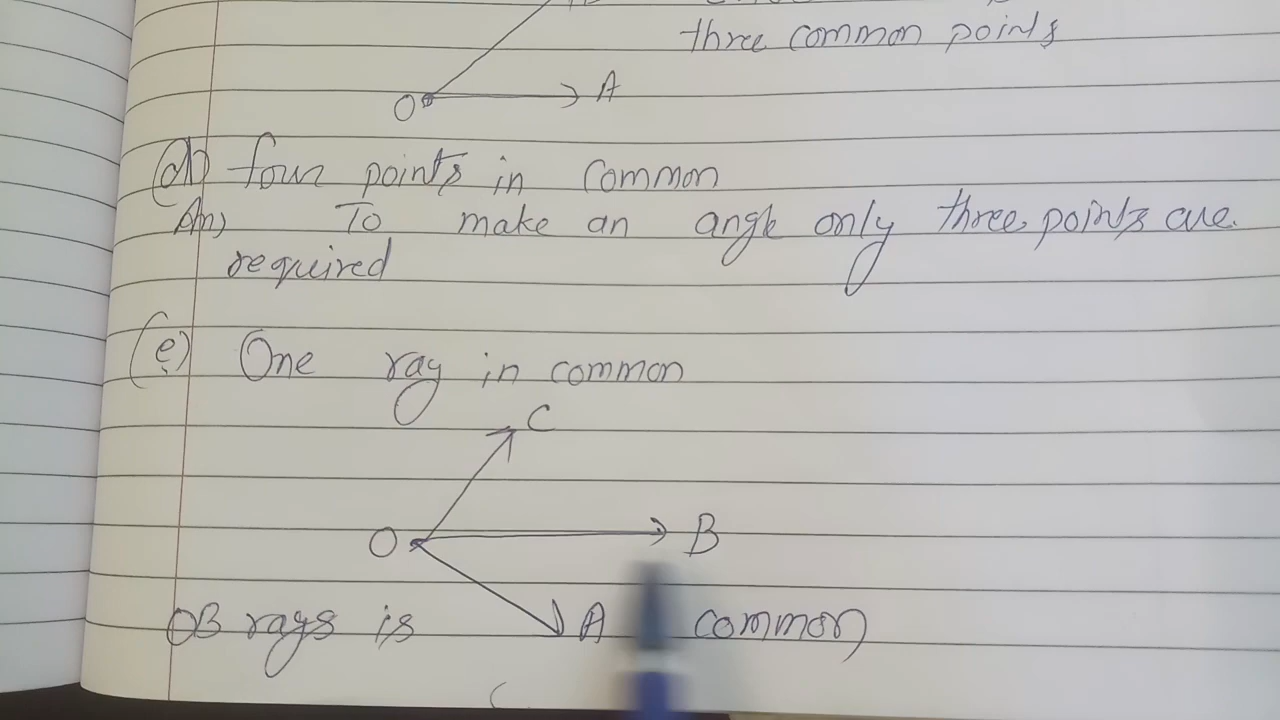 three common points
O A
(d) four points in common
Ans To make an angle only three points are
required
(e) One ray in common
C
O B
OB rays is A common